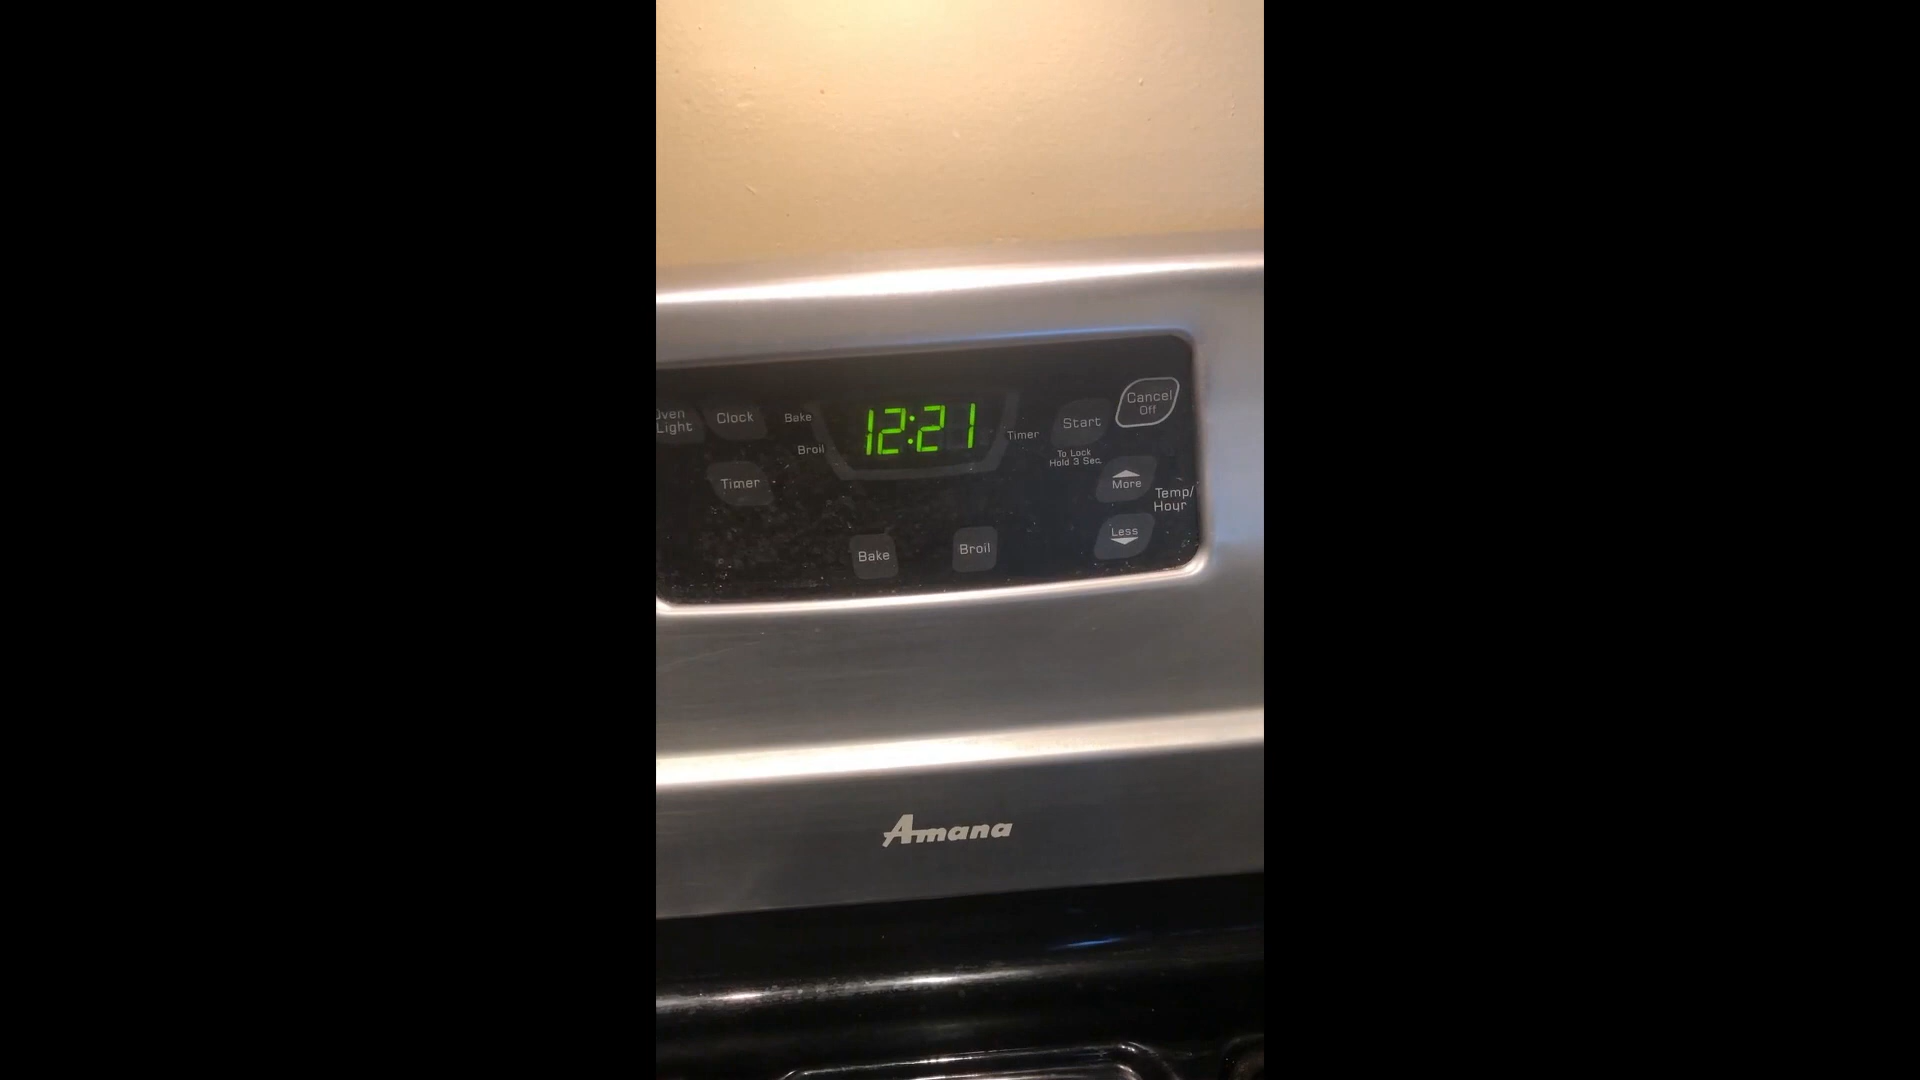 Oven
Light
Clock
Bake
Broil
12:21
Timer
Start
To Lock
Hold 3 Sec.
Cancel
Off
Timer
More
Temp/
Hour
Less
Bake
Broil
Amana